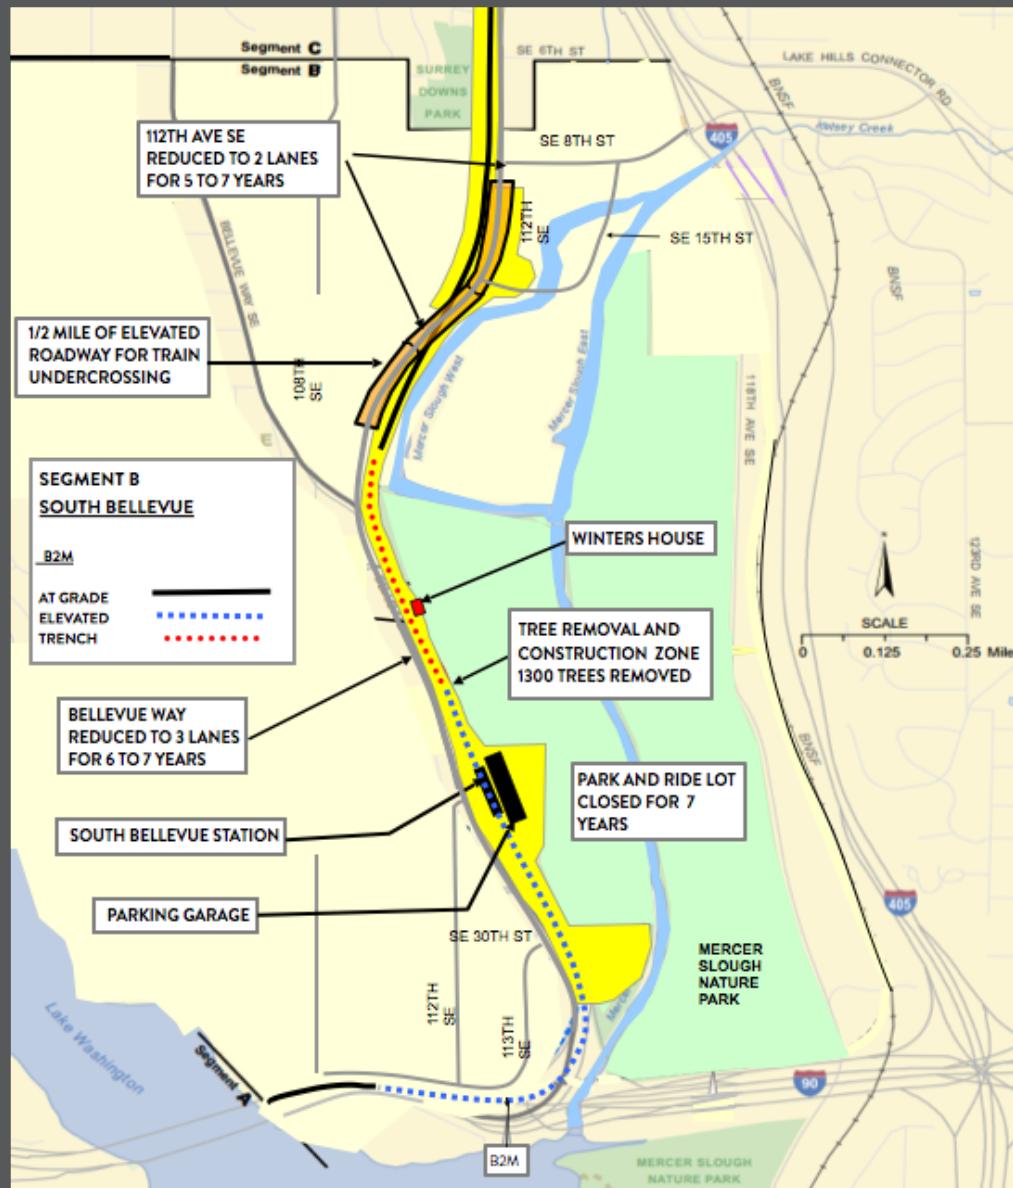 Segment C
Segment B
SE 6TH ST
LAKE HILLS CONNECTOR RD
SURREY
DOWNS
PARK
BNSF
405
Kelsey Creek
112TH AVE SE
REDUCED TO 2 LANES
FOR 5 TO 7 YEARS
SE 8TH ST
112TH
SE
SE 15TH ST
BELLEVUE WAY SE
BNSF
1/2 MILE OF ELEVATED
ROADWAY FOR TRAIN
UNDERCROSSING
108TH
SE
Mercer Slough West
Mercer Slough East
118TH AVE SE
SEGMENT B
SOUTH BELLEVUE
B2M
AT GRADE
ELEVATED
TRENCH
WINTERS HOUSE
123RD AVE SE
SCALE
0 0.125 0.25 Mile
TREE REMOVAL AND
CONSTRUCTION ZONE
1300 TREES REMOVED
BELLEVUE WAY
REDUCED TO 3 LANES
FOR 6 TO 7 YEARS
BNSF
PARK AND RIDE LOT
CLOSED FOR 7
YEARS
SOUTH BELLEVUE STATION
PARKING GARAGE
405
SE 30TH ST
MERCER
SLOUGH
NATURE
PARK
112TH
SE
113TH
SE
Mercer
Lake Washington
Segment A
90
B2M
MERCER SLOUGH
NATURE PARK